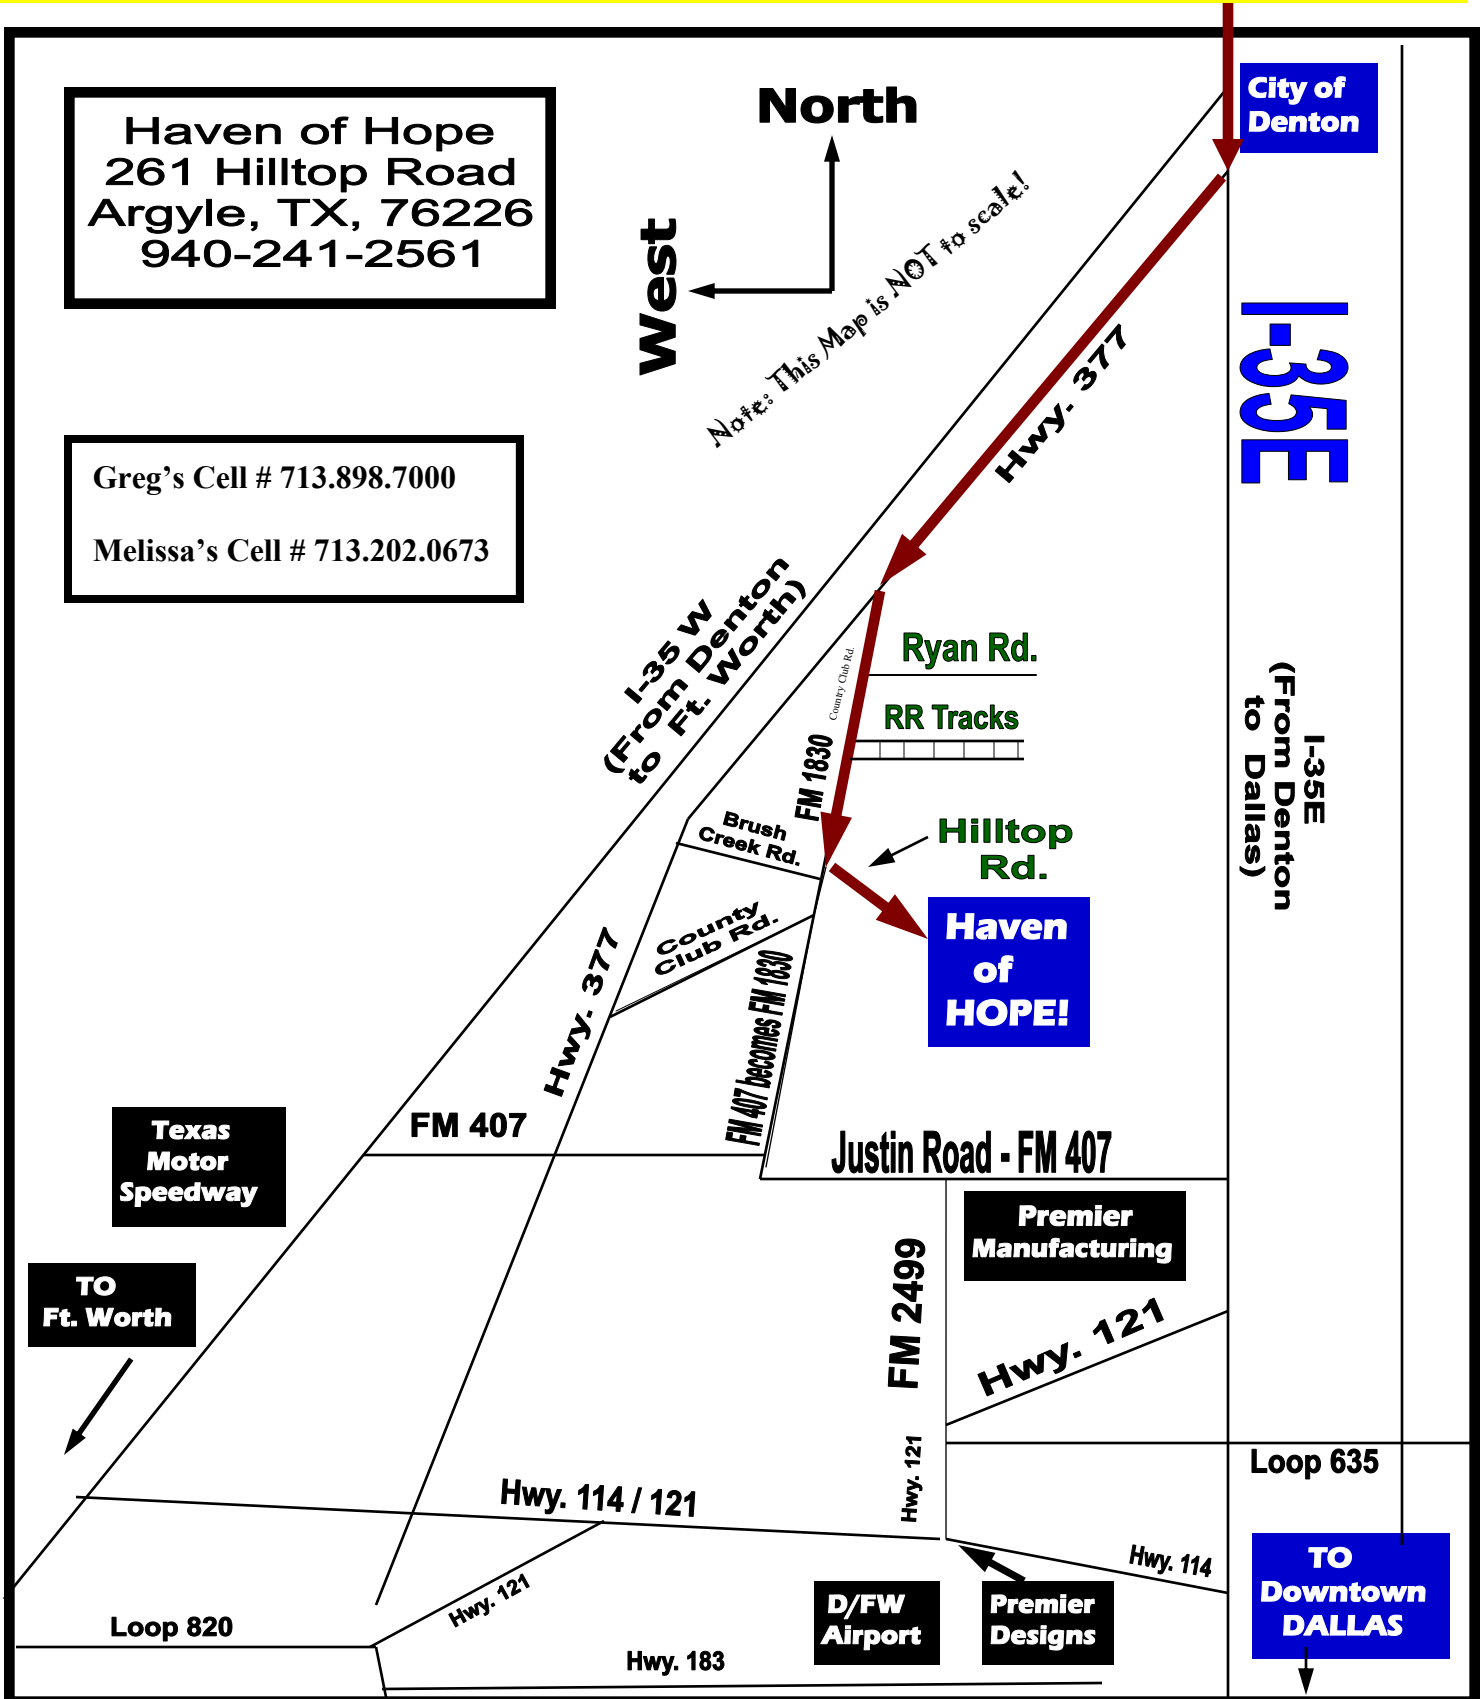 City of
Denton
North
Haven of Hope
261 Hilltop Road
Argyle, TX, 76226
940-241-2561
West
Note: This Map is NOT to scale!
I-35E
Hwy. 377
Greg’s Cell # 713.898.7000
Melissa’s Cell # 713.202.0673
I-35 W
(From Denton
to Ft. Worth)
Ryan Rd.
Country Club Rd.
RR Tracks
FM 1830
I-35E
(From Denton
to Dallas)
Brush
Creek Rd.
Hilltop
Rd.
County
Club Rd.
Haven
of
HOPE!
Hwy. 377
FM 407 becomes FM 1830
FM 407
Texas
Motor
Speedway
Justin Road - FM 407
Premier
Manufacturing
FM 2499
TO
Ft. Worth
Hwy. 121
Hwy. 121
Loop 635
Hwy. 114 / 121
Hwy. 114
TO
Downtown
DALLAS
Hwy. 121
D/FW
Airport
Premier
Designs
Loop 820
Hwy. 183